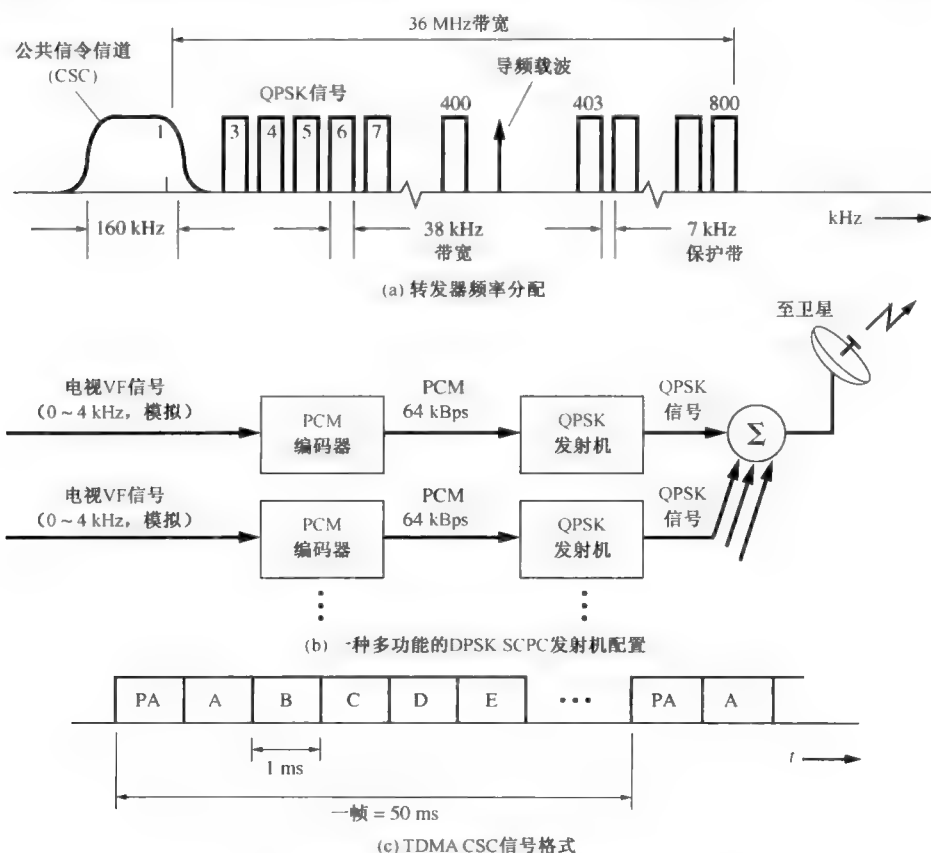 36 MHz带宽
公共信令信道
(CSC)
导频载波
QPSK信号
1
3
4
5
6
7
400
403
800
160 kHz
38 kHz
带宽
7 kHz
保护带
kHz
(a) 转发器频率分配
至卫星
电视VF信号
(0~4 kHz, 模拟)
PCM
编码器
PCM
64 kBps
QPSK
发射机
QPSK
信号
Σ
电视VF信号
(0~4 kHz, 模拟)
PCM
编码器
PCM
64 kBps
QPSK
发射机
QPSK
信号
(b) 一种多功能的DPSK SCPC发射机配置
PA A B C D E ⋯ PA A
1 ms
t
一帧 = 50 ms
(c) TDMA CSC信号格式